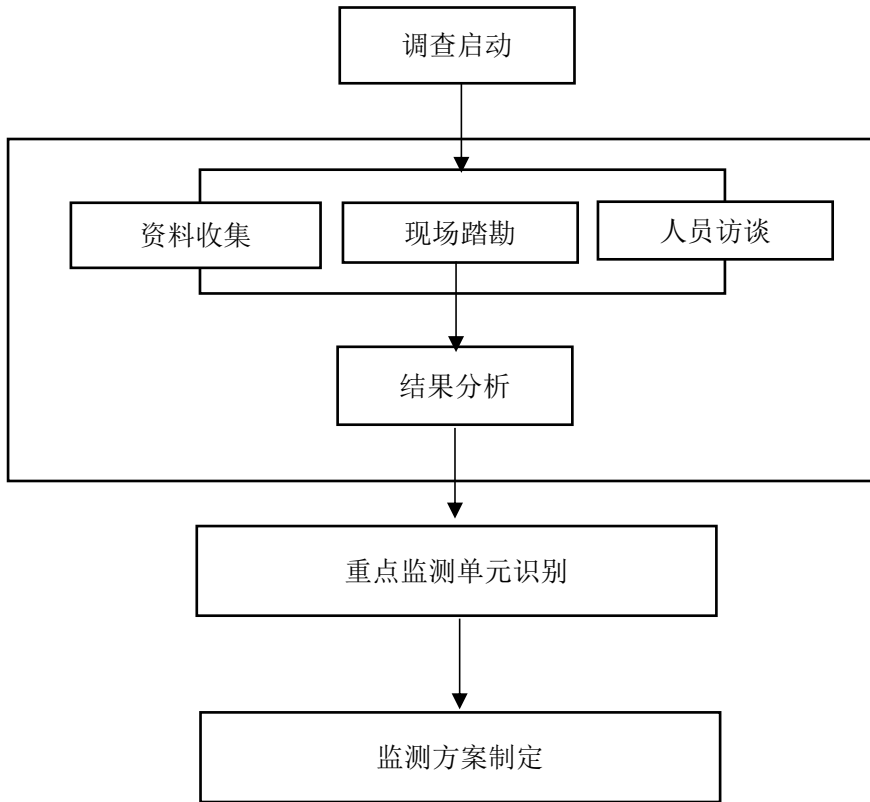 调查启动
资料收集
现场踏勘
人员访谈
结果分析
重点监测单元识别
监测方案制定